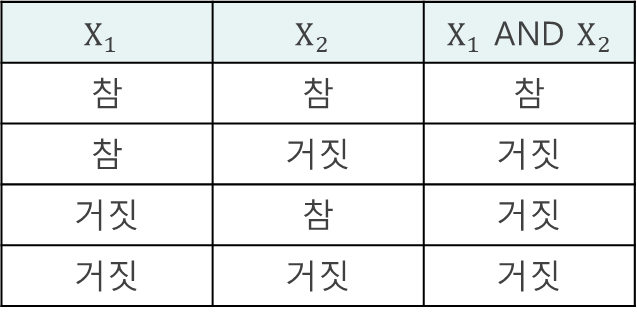 X₁ X₂ X₁ AND X₂
참 참 참
참 거짓 거짓
거짓 참 거짓
거짓 거짓 거짓